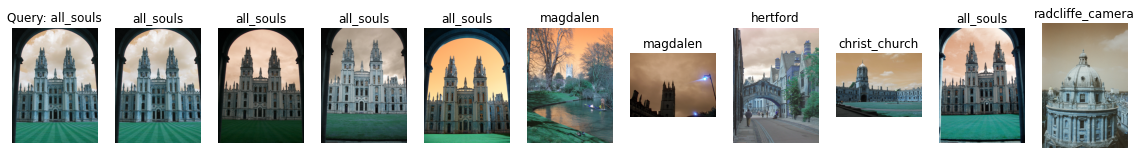 Query: all_souls
all_souls
all_souls
all_souls
all_souls
magdalen
magdalen
hertford
christ_church
all_souls
radcliffe_camera